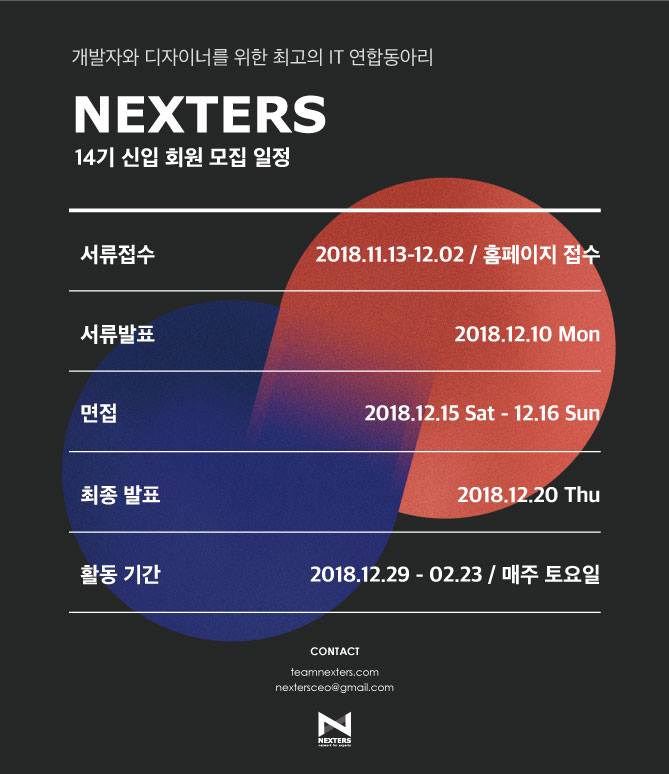 개발자와 디자이너를 위한 최고의 IT 연합동아리
NEXTERS
14기 신입 회원 모집 일정
서류접수 2018.11.13-12.02 / 홈페이지 접수
서류발표 2018.12.10 Mon
면접 2018.12.15 Sat - 12.16 Sun
최종 발표 2018.12.20 Thu
활동 기간 2018.12.29 - 02.23 / 매주 토요일
CONTACT
teamnexters.com
nextersceo@gmail.com
NEXTERS
network for experts